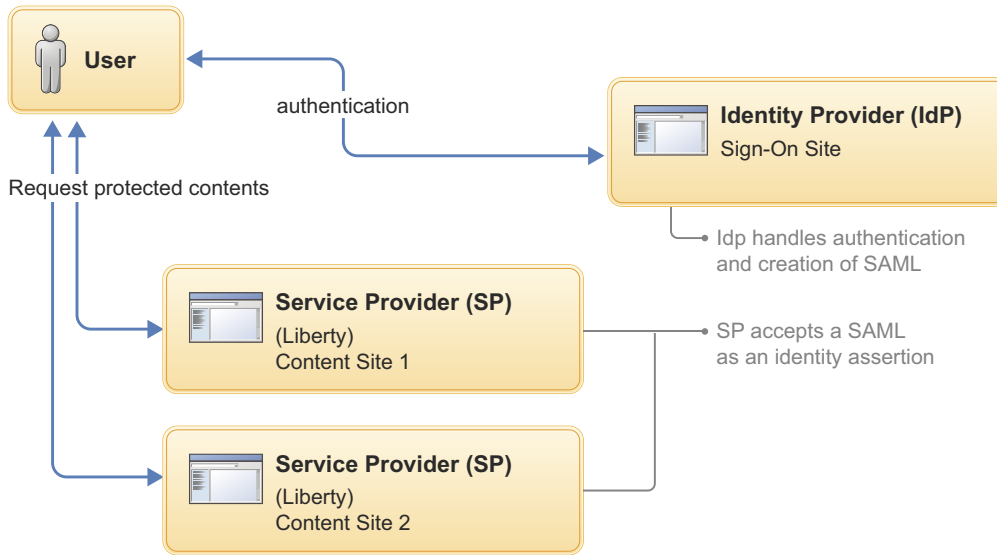 User
authentication
Identity Provider (IdP)
Sign-On Site
Request protected contents
Idp handles authentication
and creation of SAML
Service Provider (SP)
(Liberty)
Content Site 1
SP accepts a SAML
as an identity assertion
Service Provider (SP)
(Liberty)
Content Site 2